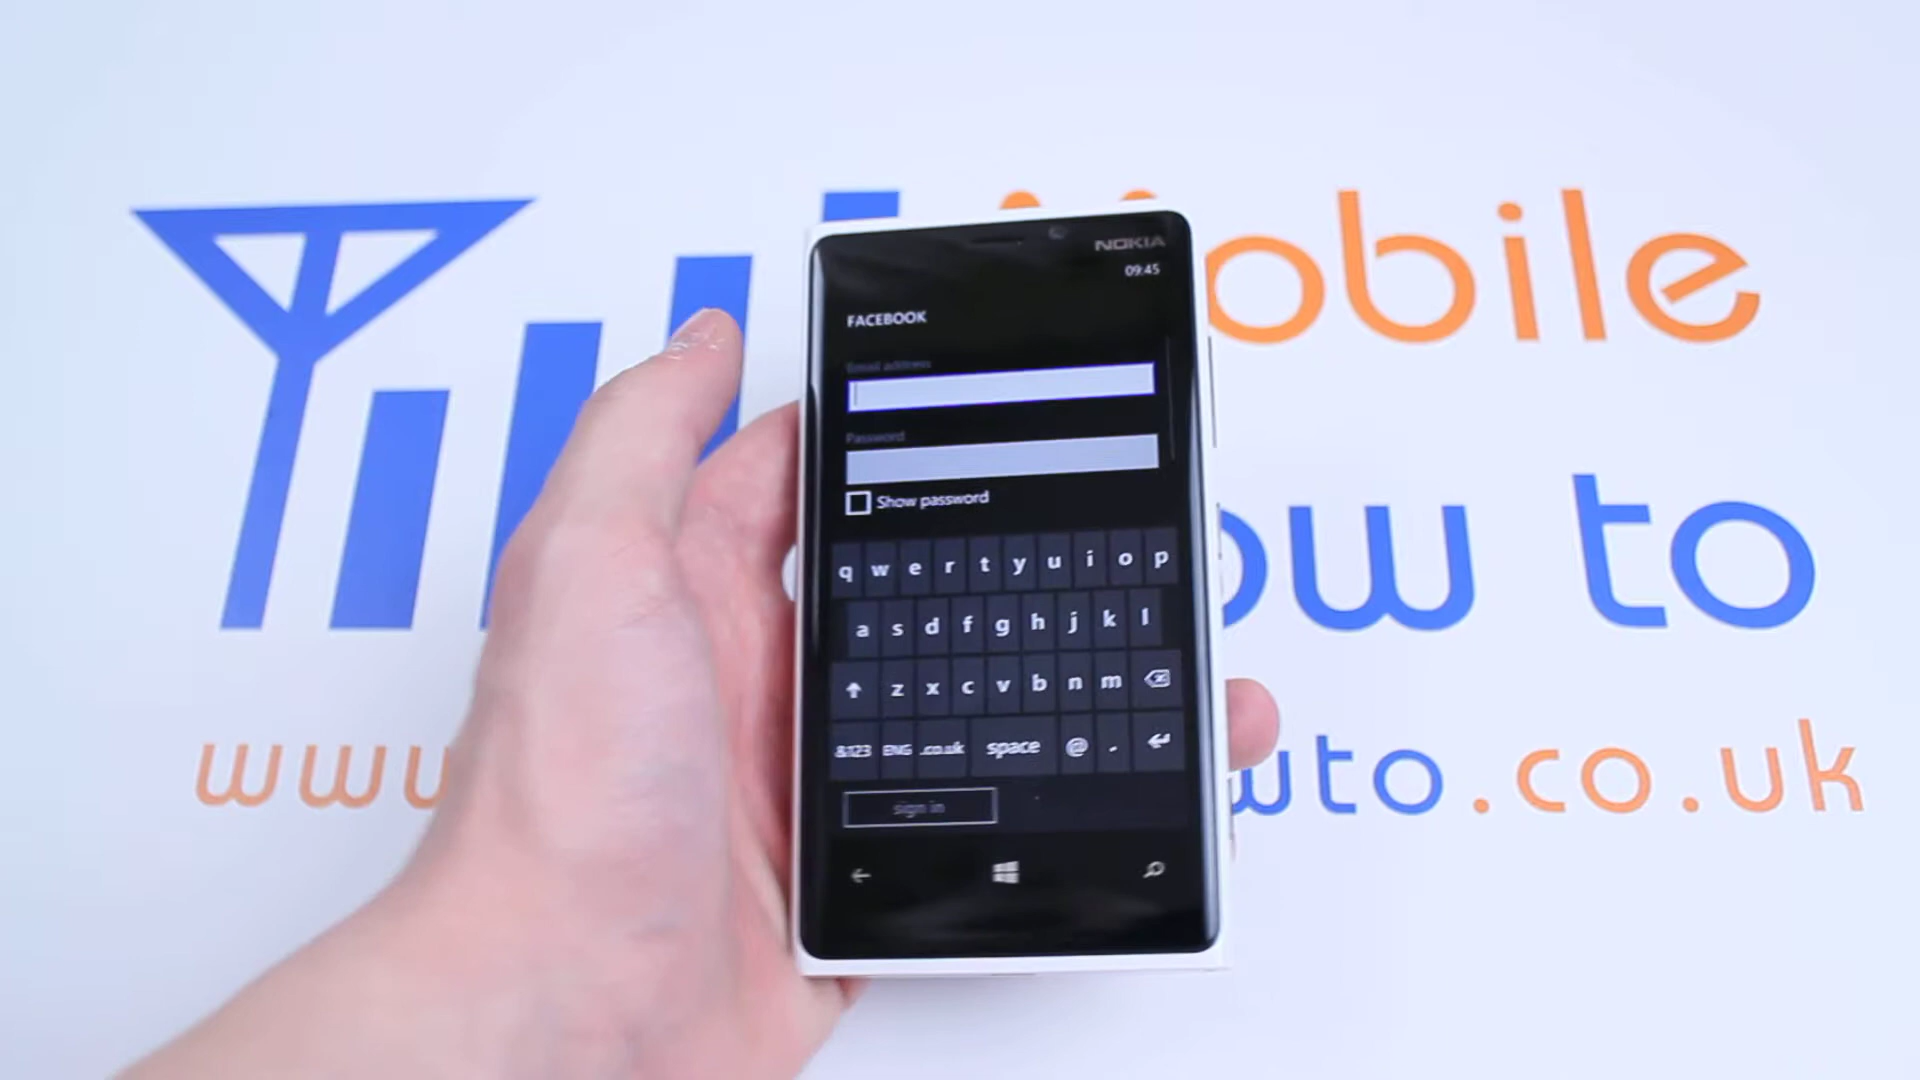 obile
ow to
www
wto.co.uk
NOKIA
09:45
FACEBOOK
Email address
Password
Show password
q w e r t y u i o p
a s d f g h j k l
z x c v b n m
&123 ENG .co.uk space @ .
sign in